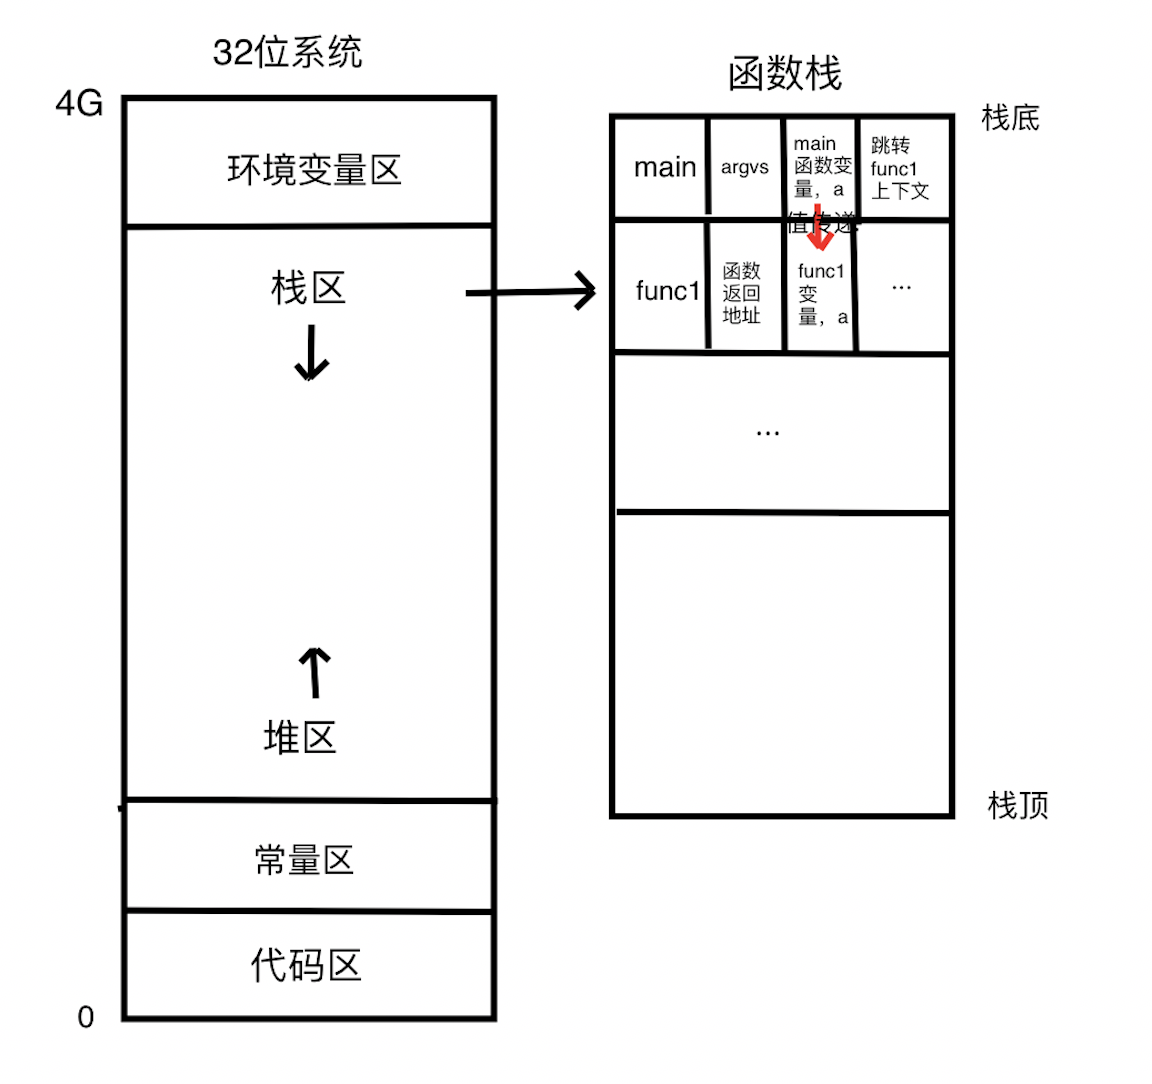 32位系统
4G
环境变量区
栈区
堆区
常量区
代码区
0
函数栈
栈底
main
argvs
main
函数变
量，a
跳转
func1
上下文
值传递:
func1
函数
返回
地址
func1
变
量，a
...
...
栈顶